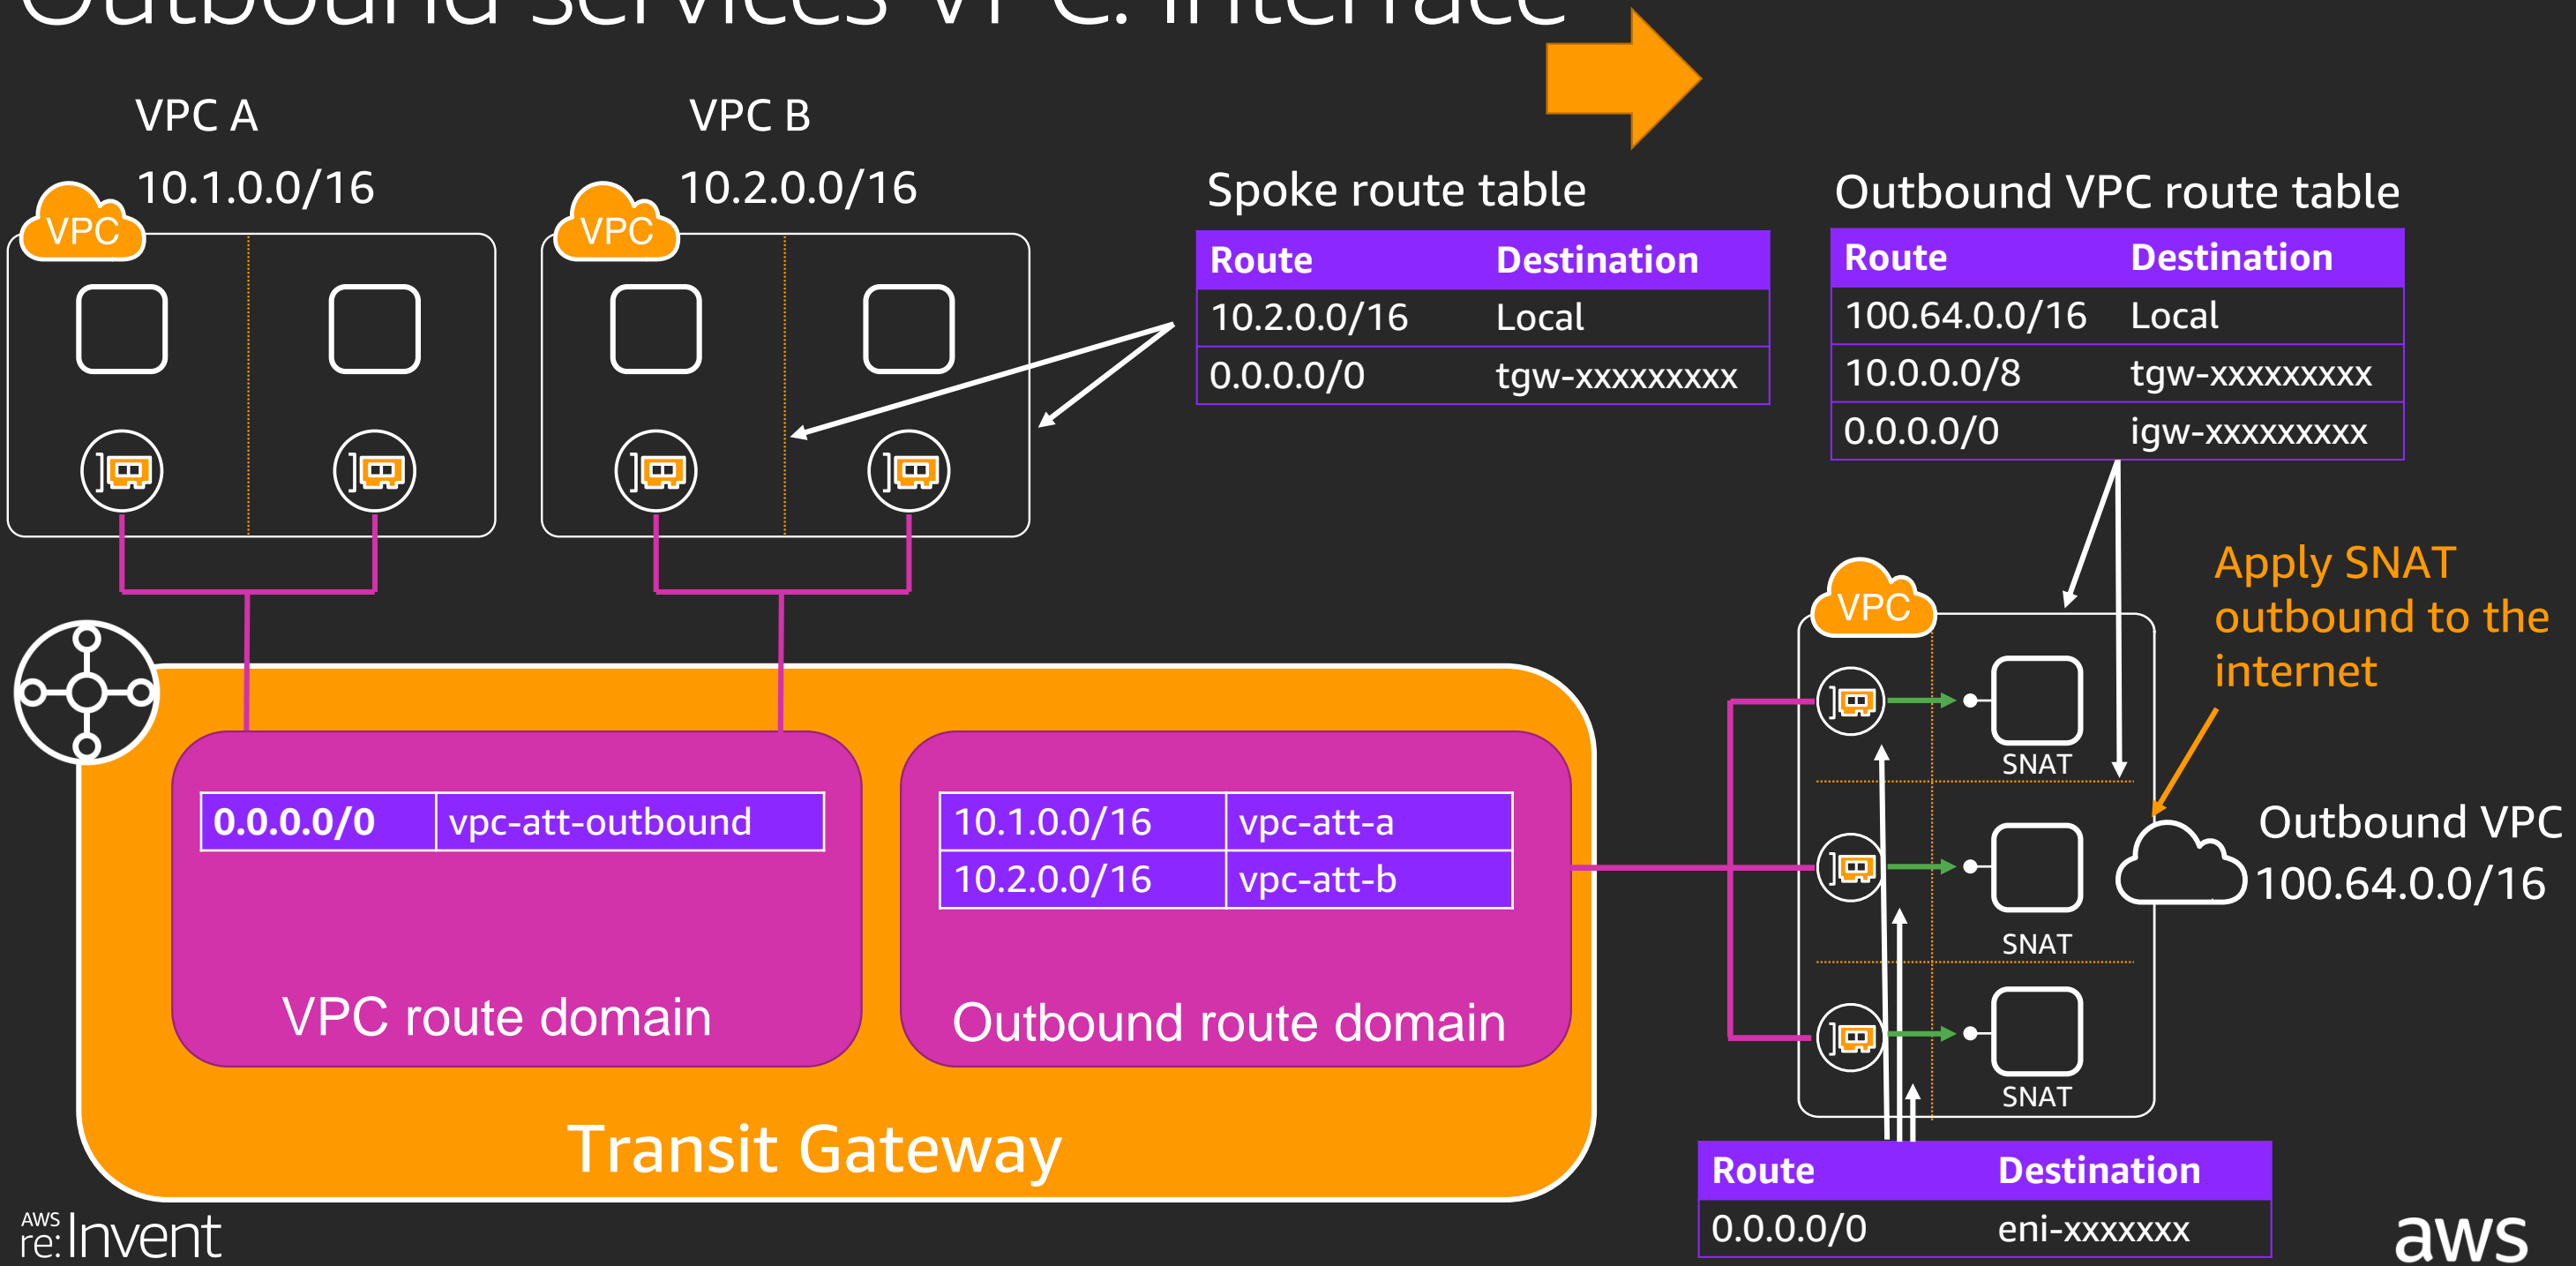 Outbound services VPC: Interface
VPC A
10.1.0.0/16
VPC
VPC B
10.2.0.0/16
VPC
Spoke route table
Route Destination
10.2.0.0/16 Local
0.0.0.0/0 tgw-xxxxxxxxx
Outbound VPC route table
Route Destination
100.64.0.0/16 Local
10.0.0.0/8 tgw-xxxxxxxxx
0.0.0.0/0 igw-xxxxxxxxx
Apply SNAT
outbound to the
internet
VPC
SNAT
SNAT
SNAT
Outbound VPC
100.64.0.0/16
0.0.0.0/0 vpc-att-outbound
VPC route domain
10.1.0.0/16 vpc-att-a
10.2.0.0/16 vpc-att-b
Outbound route domain
Transit Gateway
Route Destination
0.0.0.0/0 eni-xxxxxxx
AWS
re:Invent
aws